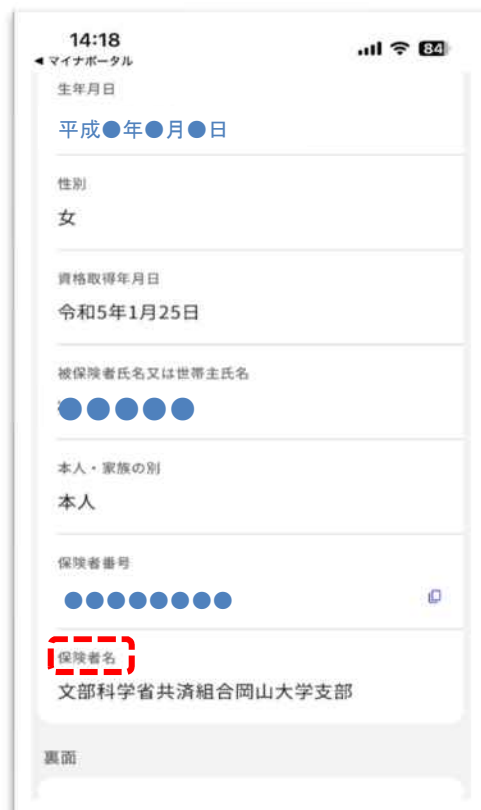 14:18
84
◀ マイナポータル
生年月日
平成●年●月●日
性別
女
資格取得年月日
令和5年1月25日
被保険者氏名又は世帯主氏名
●●●●●
本人・家族の別
本人
保険者番号
●●●●●●●●
保険者名
文部科学省共済組合岡山大学支部
裏面